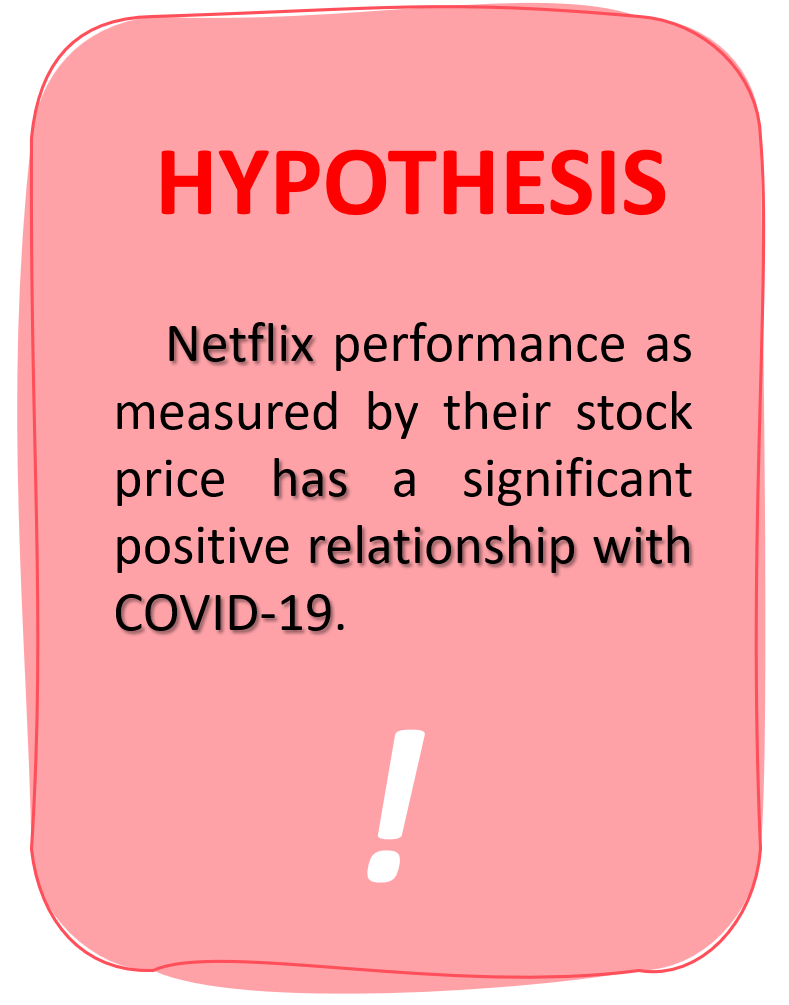 HYPOTHESIS
Netflix performance as
measured by their stock
price has a significant
positive relationship with
COVID-19.
!